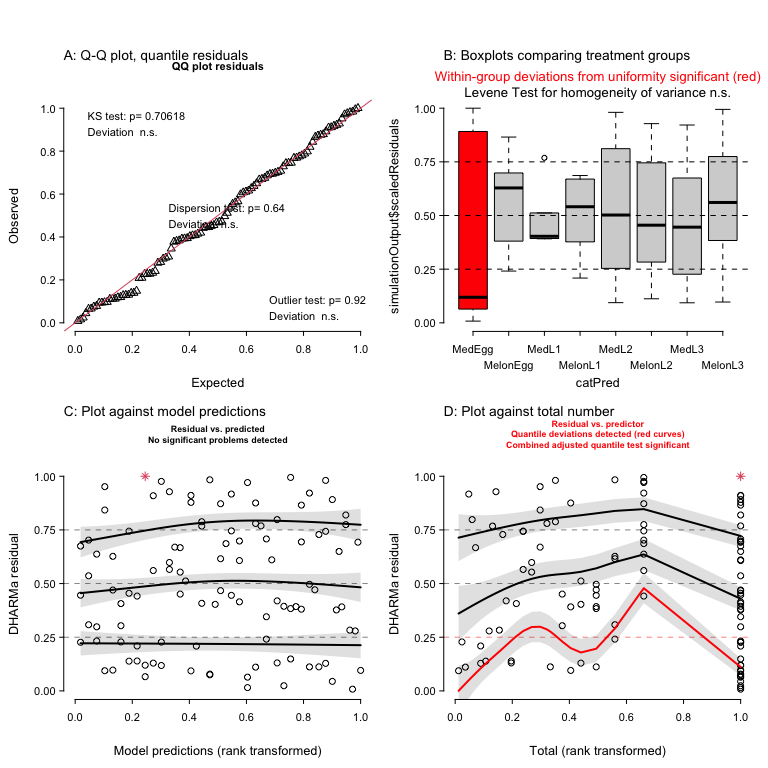 A: Q-Q plot, quantile residuals
QQ plot residuals
KS test: p= 0.70618
Deviation n.s.
Dispersion test: p= 0.64
Deviation n.s.
Outlier test: p= 0.92
Deviation n.s.
Observed
1.0
0.8
0.6
0.4
0.2
0.0
0.0 0.2 0.4 0.6 0.8 1.0
Expected
B: Boxplots comparing treatment groups
Within-group deviations from uniformity significant (red)
Levene Test for homogeneity of variance n.s.
simulationOutput$scaledResiduals
1.00
0.75
0.50
0.25
0.00
MedEgg MedL1 MedL2 MedL3
MelonEgg MelonL1 MelonL2 MelonL3
catPred
C: Plot against model predictions
Residual vs. predicted
No significant problems detected
DHARMa residual
1.00
0.75
0.50
0.25
0.00
0.0 0.2 0.4 0.6 0.8 1.0
Model predictions (rank transformed)
D: Plot against total number
Residual vs. predictor
Quantile deviations detected (red curves)
Combined adjusted quantile test significant
DHARMa residual
1.00
0.75
0.50
0.25
0.00
0.0 0.2 0.4 0.6 0.8 1.0
Total (rank transformed)